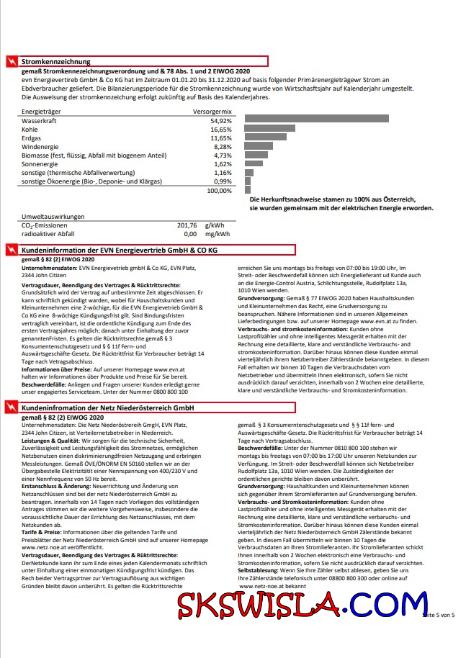 Stromkennzeichnung
gemäß Stromkennzeichnungsverordnung und & 78 Abs. 1 und 2 ElWOG 2020
evn Energievertrieb GmbH & Co KG hat im Zeitraum 01.01.20 bis 31.12.2020 auf basis folgender Primärenergieträgewr Strom an
Ebdverbraucher geliefert. Die Bilanzierungsperiode für die Stromkennzeichnung wurde von Wirtschaftsjahr auf Kalenderjahr umgestellt.
Die Ausweisung der stromkennzeichung erfolgt zukünftig auf Basis des Kalenderjahres.
Energieträger Versorgermix
Wasserkraft 54,92%
Kohle 16,65%
Erdgas 11,65%
Windenergie 8,28%
Biomasse (fest, flüssig, Abfall mit biogenem Anteil) 4,73%
Sonnenergie 1,62%
sonstige (thermische Abfallverwertung) 1,16%
sonstige Ökoenergie (Bio-, Deponie- und Klärgas) 0,99%
100,00%
Die Herkunftnachweise stamen zu 100% aus Österreich,
sie wurden gemeinsam mit der elektrischen Energie erworden.
Umweltauswirkungen
CO₂-Emissionen 201,76 g/kWh
radioaktiver Abfall 0,00 mg/kWh
Kundeninformation der EVN Energievertrieb GmbH & CO KG
gemäß § 82 (2) ElWOG 2020
Unternehmensdaten: EVN Energievertrieb gmbH & Co KG, EVN Platz,
2344 John Citizen
Vertragsdauer, Beendigung des Vertrages & Rücktrittsrechte:
Grundsätzlich wird der Vertrag auf unbestimmte Zeit abgeschlossen. Er
kann schriftlich gekündigt warden, wobei für Haushaltskunden und
Kleinunternehmen eine 2-wöchige, für die EVN Energievertrieb GmbH &
Co KG eine 8-wöchige Kündigungsfrist gilt. Sind Bindungsfristen
vertraglich vereinbart, ist die ordentliche Kündigung zum Ende des
ersten Vertragsjahres möglich; danach unter Einhaltung der zuvor
genannten Fristen. Es gelten die Rücktrittsrechte gemäß § 3
Konsumentenschutzgesetz und § § 11f Fern- und
Auswärtsgeschäfte-Gesetz. Die Rücktrittsfrist für Verbraucher beträgt 14
Tage nach Vertragsabschluss.
Informationen über Preise: Auf unserer Homepage www.evn.at
halten wir Informationen über Produkte und Preise für Sie bereit.
Beschwerdefälle: Anliegen und Fragen unserer Kunden erledigt gerne
unser engagiertes Serviceteam. Unter der Nummer 0800 800 100
erreichen Sie uns montags bis freitags von 07:00 bis 19:00 Uhr, Im
Streit- oder Beschwerdefall können sich Energielieferant ud Kunde auch
an die Energie-Control Austria, Schlichtungstelle, Rudolfplatz 13a,
1010 Wien wenden.
Grundversorgung: Gemäß § 77 ElWOG 2020 haben Haushaltskunden
und Kleinunternehmen das Recht, eine Grudversorgung zu
beanspruchen. Nähere Informationen sind in unseren Allgemeinen
Lieferbedingungen bzw. auf unserer Homepage www.evn.at zu finden.
Verbrauchs- und stromkosteninformation: Kunden ohne
Lastprofilzähler und ohne intelligentes Messgerät erhalten mit der
Rechnung eine detaillierte, klare und verständliche Verbrauchs- und
stromkosteninformation. Darüber hinaus können diese Kunden einmal
vierteljährlich der Netz betreiber Zählerstände bekanntgeben. In diesem
Fall erhalten wir binnen 10 Tagen die Verbrauchsdaten vom
Netzbetreiber und übermitteln Ihnen elektronisch, sofern Sie nicht
ausdrücklich darauf verzichten, innerhalb von 2 Wochen eine detaillierte,
klare und verständliche Verbrauchs- und Stromkosteninformation.
Kundeninfromation der Netz Niederösterreich GmbH
gemäß § 82 (2) ElWOG 2020
Unternehmensdaten: Die Netz Niederösterreich GmgH, EVN Platz,
2344 John Citizen, ist Verteilernetzbetreiber in Niederösterreich.
Leistungen & Qualität: Wir sorgen für die technische Sicherheit,
Zuverlässigkeit und Leistungsfähigkeit des Stromnetzes, ermöglichen
Netzbenutzern einen diskriminierungsfreien Netzzugang und erbringen
Messleistungen. Gemäß ÖVE/ÖNORM EN 50160 stellen wir an der
Übergabestelle Elektrizität einer Nennspannung von 400/230 V und
einer Nennfrequenz von 50 Hz bereit.
Erstanschluss & Änderung: Neuerrichtung und Änderung von
Netzanschlüssen sind bei der netz Niederösterreich GmbH zu
beantragen. innerhalb von 14 Tagen nach Vorliegen des vollständigen
Antrages stimmen wir die weitere Vorgehensweise, insbesondere die
voraussichtliche Dauer der Errichtung des Netzanschlusses, mit dem
Netzkunden ab.
Tarife & Preise: Informationen über die geltenden Tarife und
Preisblätter der Netz Niederösterreich GmbH sind auf unserer Homepage
www.netz-noe.at veröffentlicht.
Vertragsdauer, Beendigung des Vertrages & Rücktrittsrechte:
DerNetzkunde kann ihn zum Ende eines jeden Kalendermonats schriftlich
unter Einhaltung einer einmonatigen Kündigungsfrist kündigen. Das
Rech beider Vertragspartner zur Vertragsauflösung aus wichtigen
Gründen bleibt davon unberührt. Es gelten die Rücktrittsrechte
gemäß § 3 Konsumentenschutzgesetz und § § 11f Fern- und
Auswärtsgeschäfte-Gesetz. Die Rücktrittsfrist für Verbraucher beträgt 14
Tage nach Vertragsabschluss.
Beschwerdefälle: Unter der Nummer 0810 800 100 stehen wir
montags bis freitags von 07:00 bis 17:00 Uhr unseren Netzkunden zur
Verfügung. Im Streit- oder Beschwerdefall können sich Netzbetreiber
Rudolfplatz 13a, 1010 Wien wenden. Die Zuständigkeiten der
ordentlichen gerichte bleiben davon unberührt.
Grundversorgung: Haushaltskunden und Kleinunternehmen können
sich gegenüber Ihrem Stromlieferanten auf Grundversorgung berufen.
Verbrauchs- und Stromkosteninformation: Kunden ohne
Lastprofilzähler und ohne intelligentes Messgerät erhalten mit der
Rechnung eine detaillierte, klare und verständliche verbrauchs- und
Stromkosteninformation. Darüber hinaus können diese Kunden einmal
vierteljährlich der Netz Niederösterreich GmbH Zählerstände bekannt
geben. In diesem Fall übermitteln wir binnen 10 Tagen die
Verbrauchsdaten an Ihren Stromlieferanten. Ihr Stromlieferanten schickt
Ihnen innerhalb von 2 Wochen elektronisch eine Verbrauchs- und
Stromkosteninformation, sofern Sie nicht ausdrücklich darauf verzichten.
Selbstablesung: Wenn Sie Ihre Zähler selbst ablesen, geben Sie uns
Ihre Zählerstände telefonisch unter 08800 800 300 oder online auf
www.netz-noe.at bekannt
SKSWISLA.COM
Seite 5 von 5